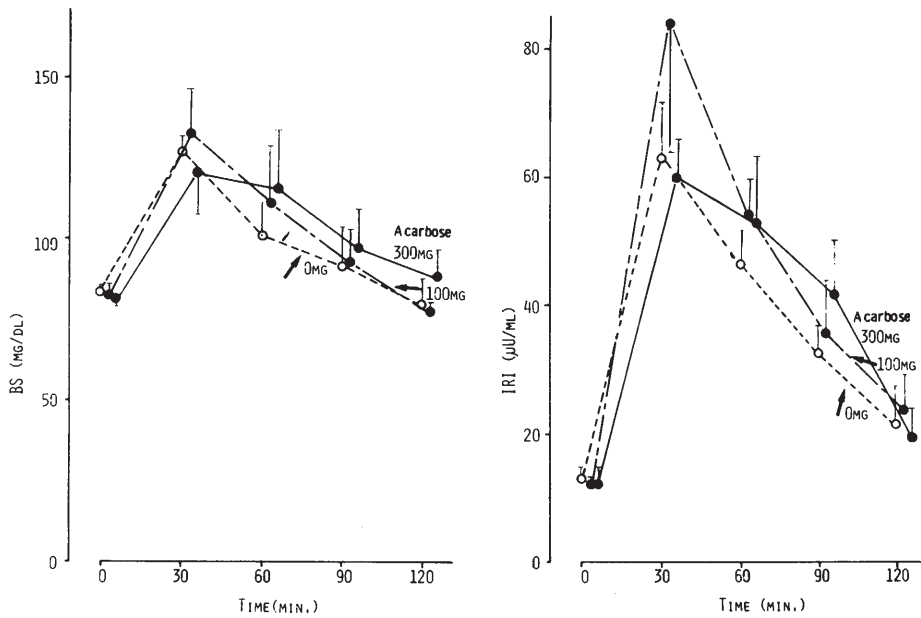 150
100
50
0
BS (MG/DL)
0 30 60 90 120
TIME(MIN.)
Acarbose
300MG
100MG
0MG
80
60
40
20
0
IRI (μU/ML)
0 30 60 90 120
TIME (MIN.)
Acarbose
300MG
100MG
0MG